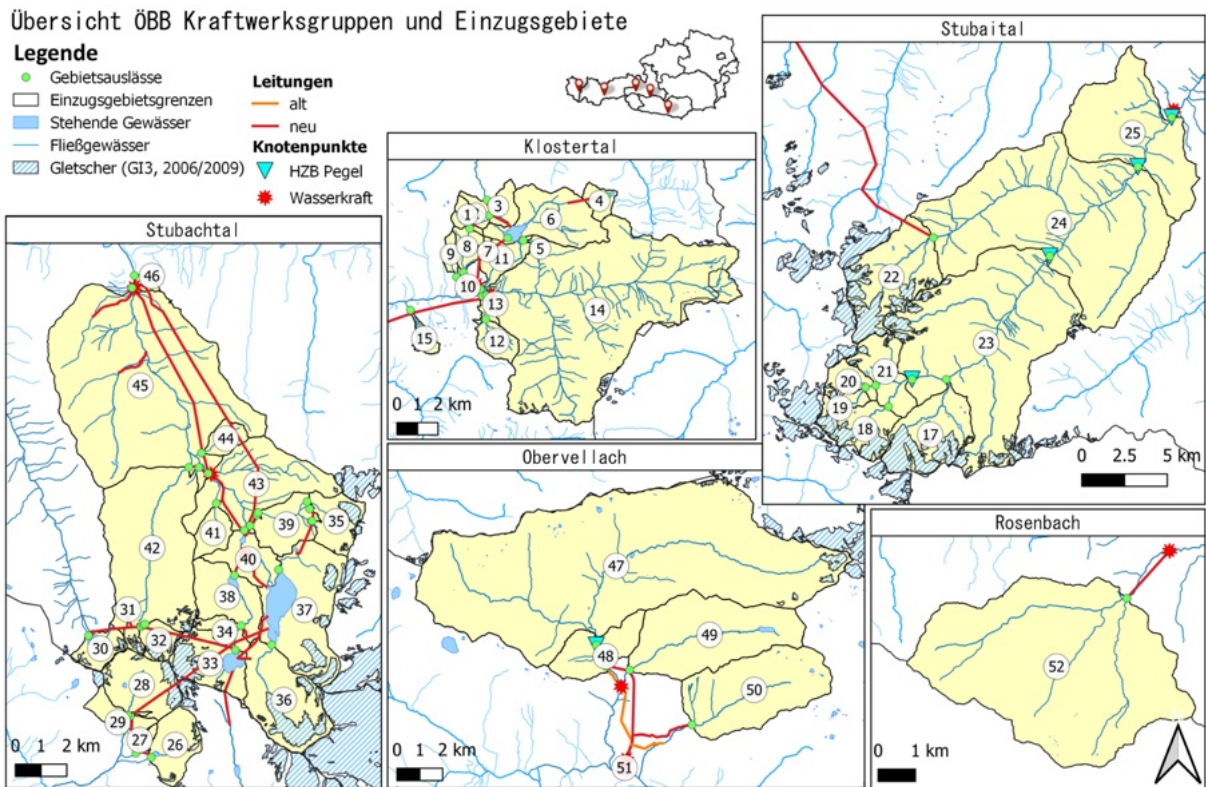 Übersicht ÖBB Kraftwerksgruppen und Einzugsgebiete
Legende
Gebietsauslässe
Einzugsgebietsgrenzen
Stehende Gewässer
Fließgewässer
Gletscher (GI3, 2006/2009)
Leitungen
alt
neu
Knotenpunkte
HZB Pegel
Wasserkraft
Stubachtal
46
45
44
43
41
39
35
42
40
38
37
31
32
34
30
33
28
36
29
27
26
0 1 2 km
Klostertal
1
3
4
6
8
7
5
9
11
10
13
14
15
12
0 1 2 km
Stubaital
25
24
22
23
21
20
19
18
17
0 2.5 5 km
Obervellach
47
49
48
50
51
0 1 2 km
Rosenbach
52
0 1 km